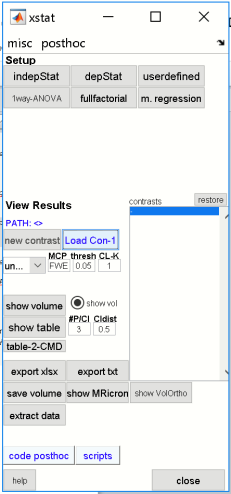 xstat
misc posthoc
Setup
indepStat depStat userdefined
1way-ANOVA fullfactorial m. regression
contrasts restore
View Results
PATH: <>
new contrast Load Con-1
MCP thresh CL-K
un... FWE 0.05 1
show volume show vol
#P/Cl Cldist
show table 3 0.5
table-2-CMD
export xlsx export txt
save volume show MRicron show VolOrtho
extract data
code posthoc scripts
help close